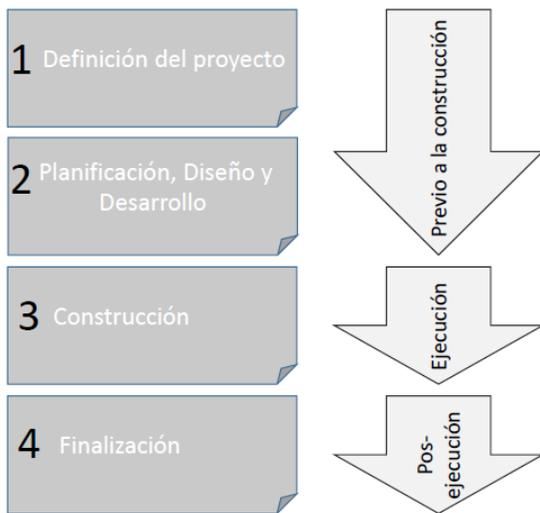 1 Definición del proyecto
2 Planificación, Diseño y
Desarrollo
Previo a la construcción
3 Construcción
Ejecución
4 Finalización
Pos-
ejecución